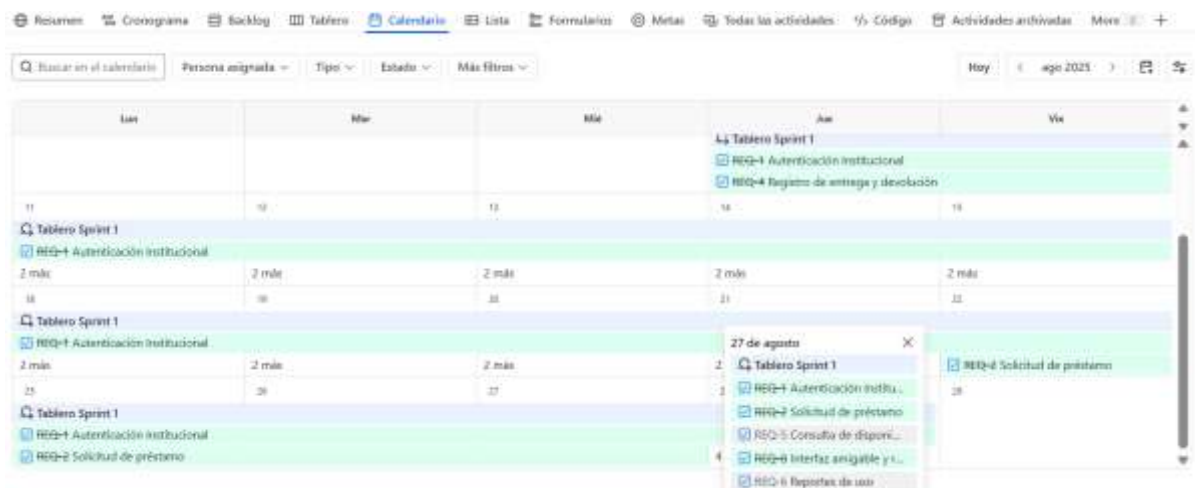 Resumen Cronograma Backlog Tablero Calendario Lista Formularios Metas Todas las actividades Código Actividades archivadas More +
Buscar en el calendario Persona asignada Tipo Estado Más filtros Hoy < ago 2025 >
Lun Mar Mié Jue Vie
Tablero Sprint 1
REQ-1 Autenticación Institucional
REQ-4 Registro de entrega y devolución
11 12 13 14 15
Tablero Sprint 1
REQ-1 Autenticación Institucional
2 más 2 más 2 más 2 más 2 más
18 19 20 21 22
Tablero Sprint 1
REQ-1 Autenticación Institucional
2 más 2 más 2 más 2 REQ-2 Solicitud de préstamo
25 26 27 2 29
Tablero Sprint 1
REQ-1 Autenticación Institucional
REQ-2 Solicitud de préstamo 4
27 de agosto ×
Tablero Sprint 1
REQ-1 Autenticación Institu...
REQ-2 Solicitud de préstamo
REQ-5 Consulta de disponi...
Interfaz amigable y r...
REQ-6 Reportes de uso